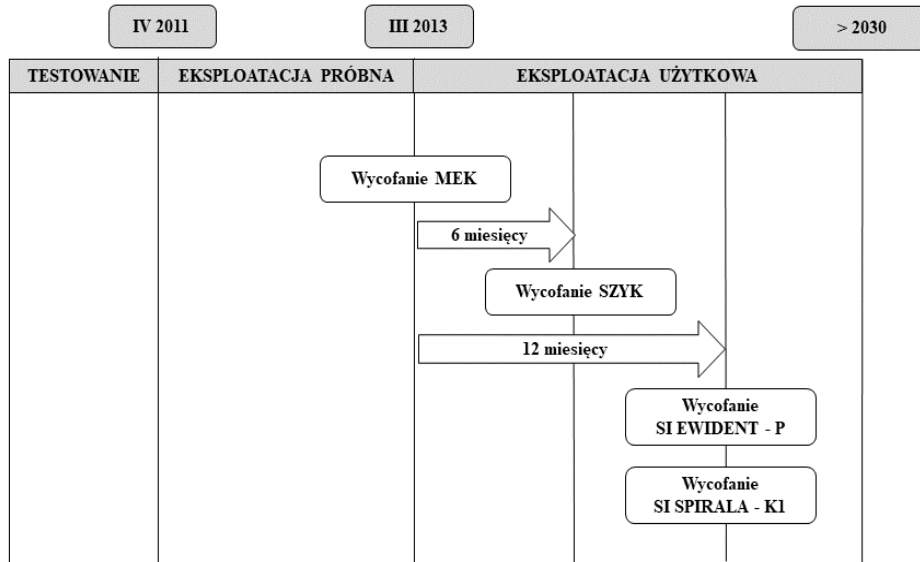 IV 2011
III 2013
> 2030
TESTOWANIE
EKSPLOATACJA PRÓBNA
EKSPLOATACJA UŻYTKOWA
Wycofanie MEK
6 miesięcy
Wycofanie SZYK
12 miesięcy
Wycofanie
SI EWIDENT - P
Wycofanie
SI SPIRALA - K1